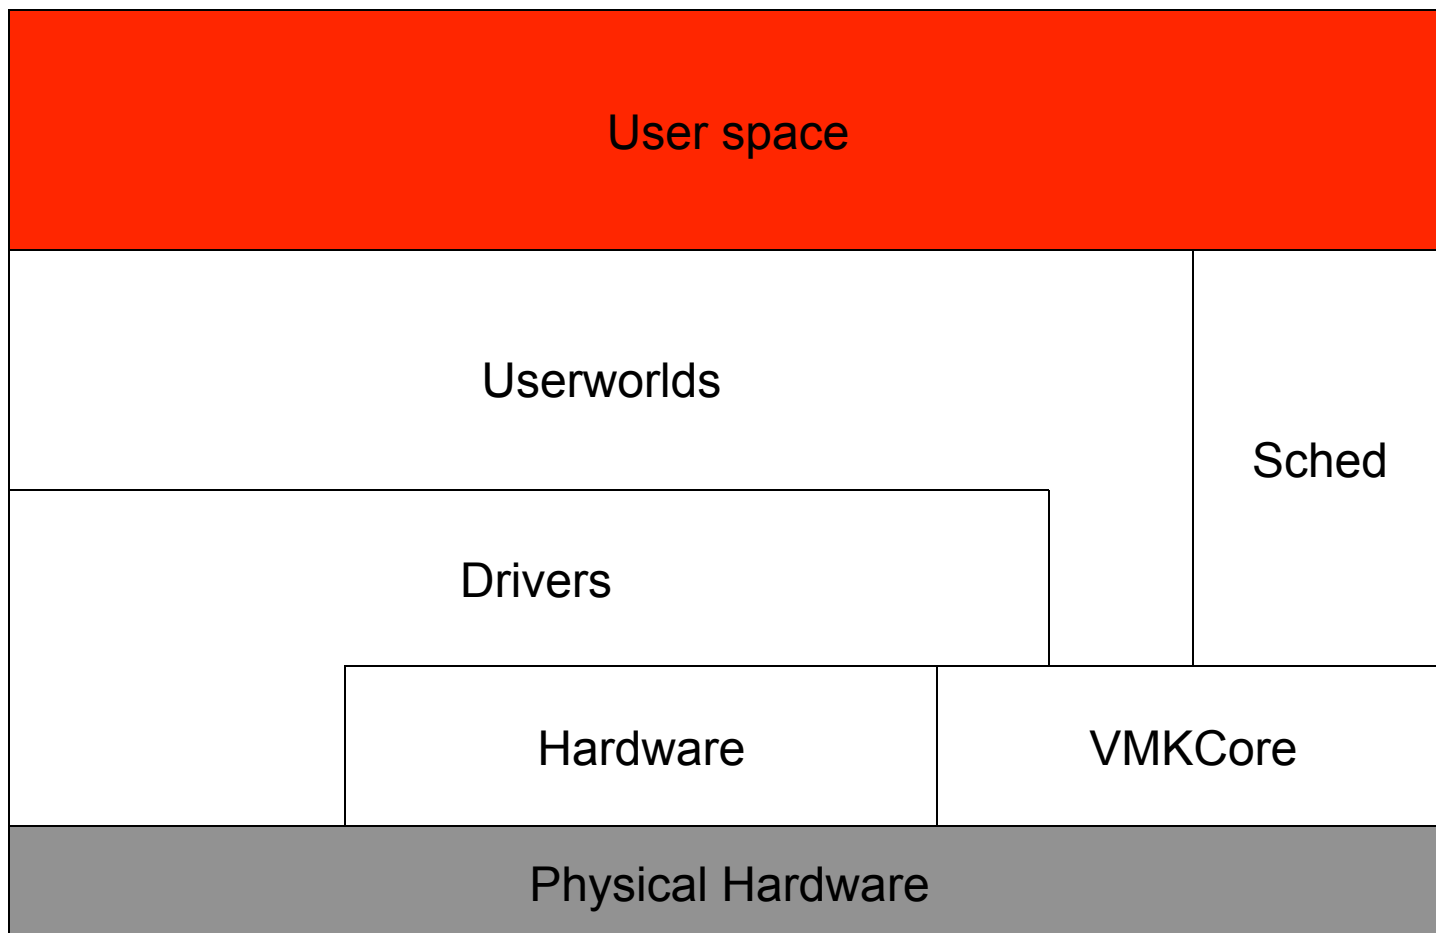 User space
Userworlds
Sched
Drivers
Hardware
VMKCore
Physical Hardware